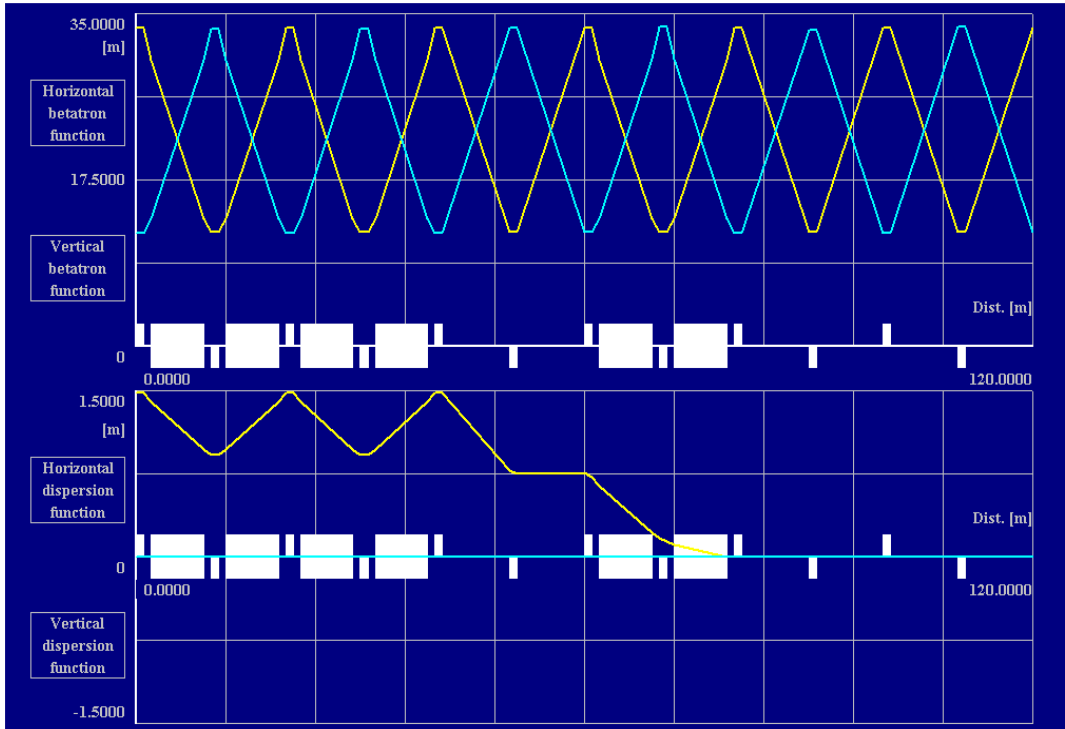 35.0000
[m]
Horizontal
betatron
function
17.5000
Vertical
betatron
function
Dist. [m]
0
0.0000
120.0000
1.5000
[m]
Horizontal
dispersion
function
Dist. [m]
0
0.0000
120.0000
Vertical
dispersion
function
-1.5000